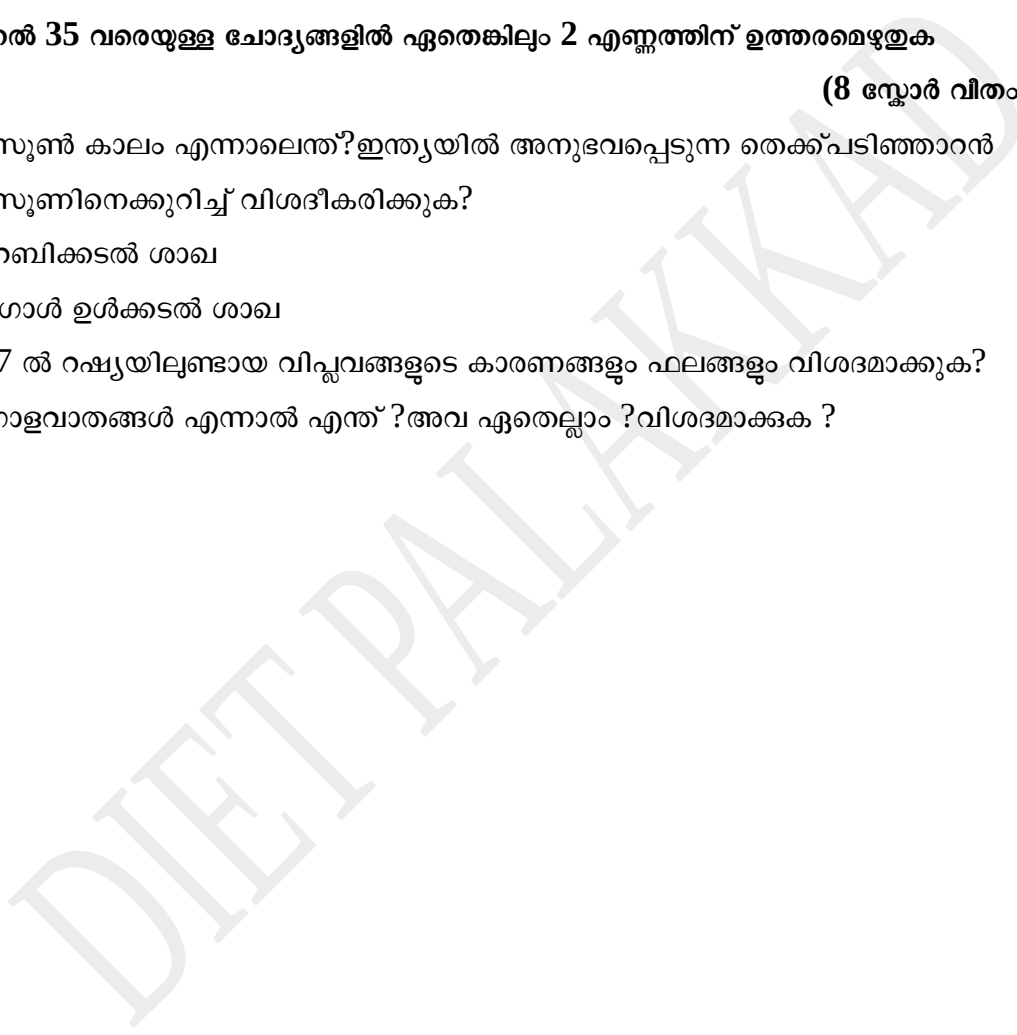 തൽ 35 വരെയുള്ള ചോദ്യങ്ങളിൽ ഏതെങ്കിലും 2 എണ്ണത്തിന് ഉത്തരമെഴുതുക
(8 സ്കോർ വീതം
സൂൺ കാലം എന്നാലെന്ത്?ഇന്ത്യയിൽ അനുഭവപ്പെടുന്ന തെക്ക്പടിഞ്ഞാറൻ
സൂണിനെക്കുറിച്ച് വിശദീകരിക്കുക?
റബിക്കടൽ ശാഖ
ഗാൾ ഉൾക്കടൽ ശാഖ
7 ൽ റഷ്യയിലുണ്ടായ വിപ്ലവങ്ങളുടെ കാരണങ്ങളും ഫലങ്ങളും വിശദമാക്കുക?
ഗോളവാതങ്ങൾ എന്നാൽ എന്ത് ?അവ ഏതെല്ലാം ?വിശദമാക്കുക ?
DIET PALAKKAD